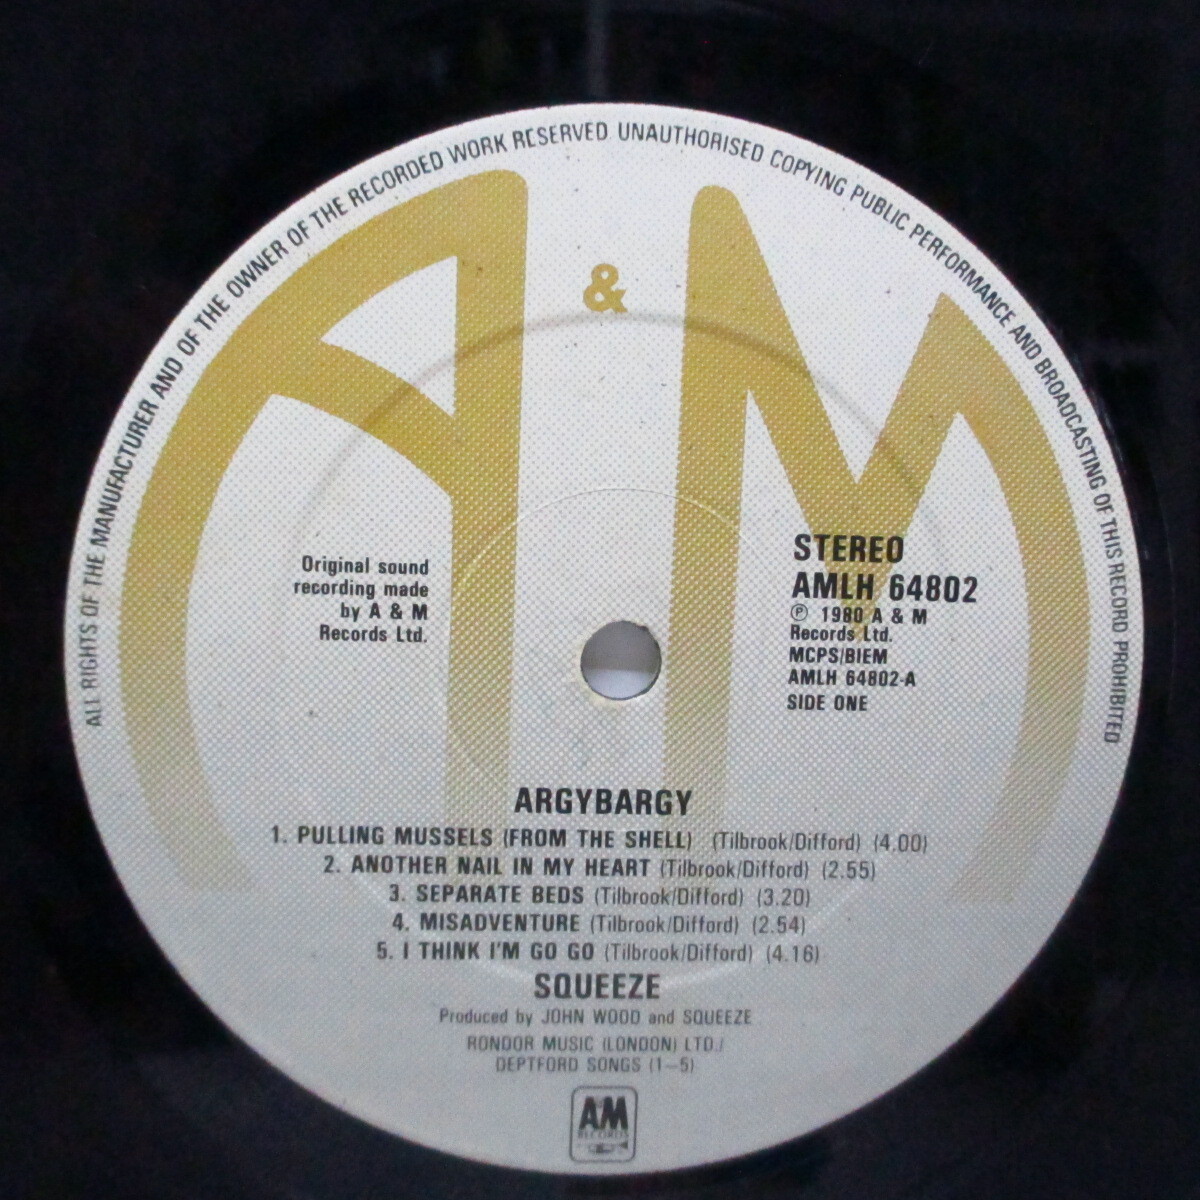 ALL RIGHTS OF THE MANUFACTURER AND OF THE OWNER OF THE RECORDED WORK RESERVED UNAUTHORISED COPYING PUBLIC PERFORMANCE AND BROADCASTING OF THIS RECORD PROHIBITED
A & M
Original sound
recording made
by A & M
Records Ltd.
STEREO
AMLH 64802
℗ 1980 A & M
Records Ltd.
MCPS/BIEM
AMLH 64802-A
SIDE ONE
ARGYBARGY
1. PULLING MUSSELS (FROM THE SHELL) (Tilbrook/Difford) (4.00)
2. ANOTHER NAIL IN MY HEART (Tilbrook/Difford) (2.55)
3. SEPARATE BEDS (Tilbrook/Difford) (3.20)
4. MISADVENTURE (Tilbrook/Difford) (2.54)
5. I THINK I'M GO GO (Tilbrook/Difford) (4.16)
SQUEEZE
Produced by JOHN WOOD and SQUEEZE
RONDOR MUSIC (LONDON) LTD./
DEPTFORD SONGS (1-5)
AM
RECORDS